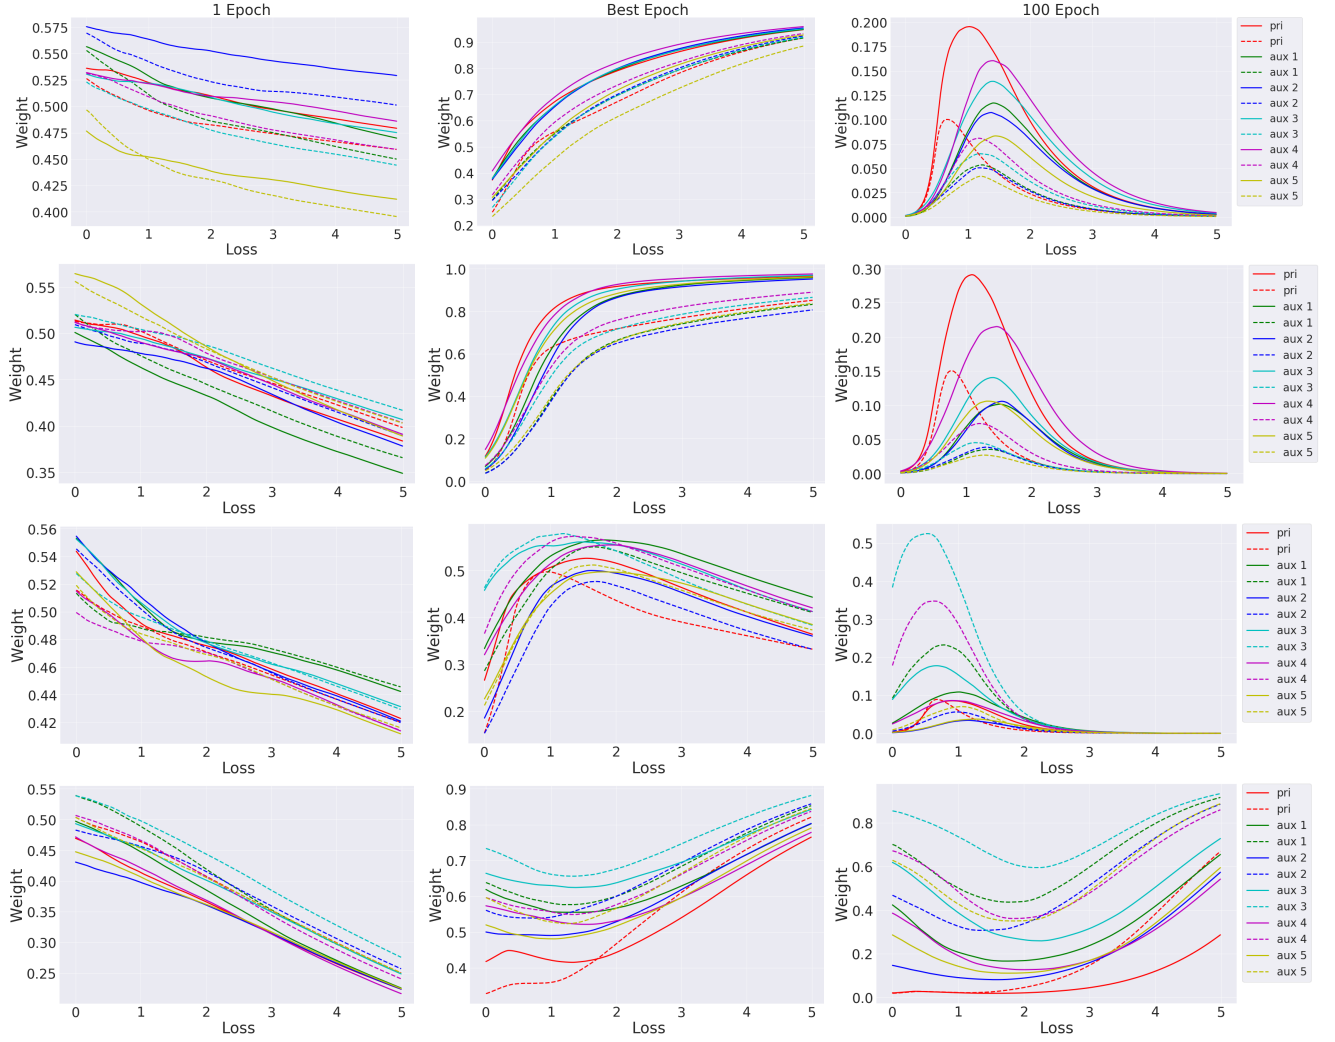 1 Epoch
Best Epoch
100 Epoch
Weight
0.575
0.550
0.525
0.500
0.475
0.450
0.425
0.400
0 1 2 3 4 5
Loss
Weight
0.9
0.8
0.7
0.6
0.5
0.4
0.3
0.2
0 1 2 3 4 5
Loss
Weight
0.200
0.175
0.150
0.125
0.100
0.075
0.050
0.025
0.000
0 1 2 3 4 5
Loss
pri
pri
aux 1
aux 1
aux 2
aux 2
aux 3
aux 3
aux 4
aux 4
aux 5
aux 5
Weight
0.55
0.50
0.45
0.40
0.35
0 1 2 3 4 5
Loss
Weight
1.0
0.8
0.6
0.4
0.2
0.0
0 1 2 3 4 5
Loss
Weight
0.30
0.25
0.20
0.15
0.10
0.05
0.00
0 1 2 3 4 5
Loss
pri
pri
aux 1
aux 1
aux 2
aux 2
aux 3
aux 3
aux 4
aux 4
aux 5
aux 5
Weight
0.56
0.54
0.52
0.50
0.48
0.46
0.44
0.42
0 1 2 3 4 5
Loss
Weight
0.5
0.4
0.3
0.2
0 1 2 3 4 5
Loss
Weight
0.5
0.4
0.3
0.2
0.1
0.0
0 1 2 3 4 5
Loss
pri
pri
aux 1
aux 1
aux 2
aux 2
aux 3
aux 3
aux 4
aux 4
aux 5
aux 5
Weight
0.55
0.50
0.45
0.40
0.35
0.30
0.25
0 1 2 3 4 5
Loss
Weight
0.9
0.8
0.7
0.6
0.5
0.4
0 1 2 3 4 5
Loss
Weight
0.8
0.6
0.4
0.2
0.0
0 1 2 3 4 5
Loss
pri
pri
aux 1
aux 1
aux 2
aux 2
aux 3
aux 3
aux 4
aux 4
aux 5
aux 5